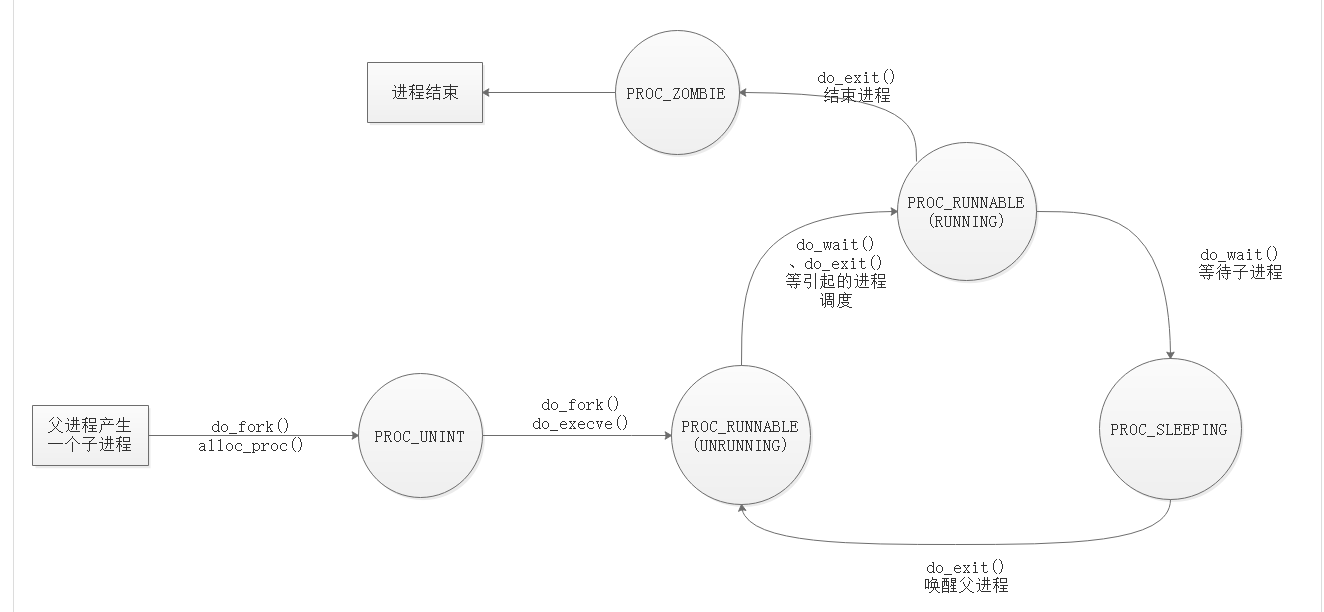 进程结束
PROC_ZOMBIE
do_exit()
结束进程
PROC_RUNNABLE
(RUNNING)
do_wait()
、do_exit()
等引起的进程
调度
do_wait()
等待子进程
父进程产生
一个子进程
do_fork()
alloc_proc()
PROC_UNINT
do_fork()
do_execve()
PROC_RUNNABLE
(UNRUNNING)
PROC_SLEEPING
do_exit()
唤醒父进程